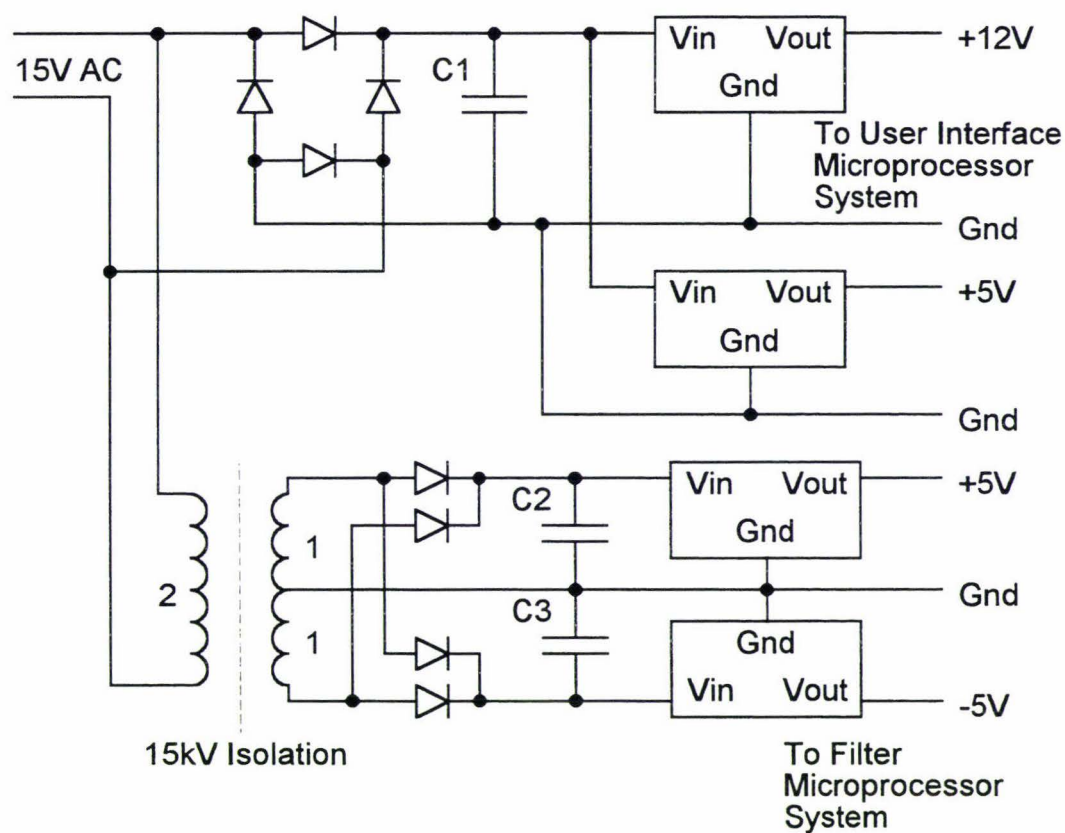 15V AC
C1
Vin Vout
Gnd
+12V
To User Interface
Microprocessor
System
Gnd
Vin Vout
Gnd
+5V
Gnd
2
1
1
15kV Isolation
C2
Vin Vout
Gnd
+5V
Gnd
C3
Gnd
Vin Vout
-5V
To Filter
Microprocessor
System